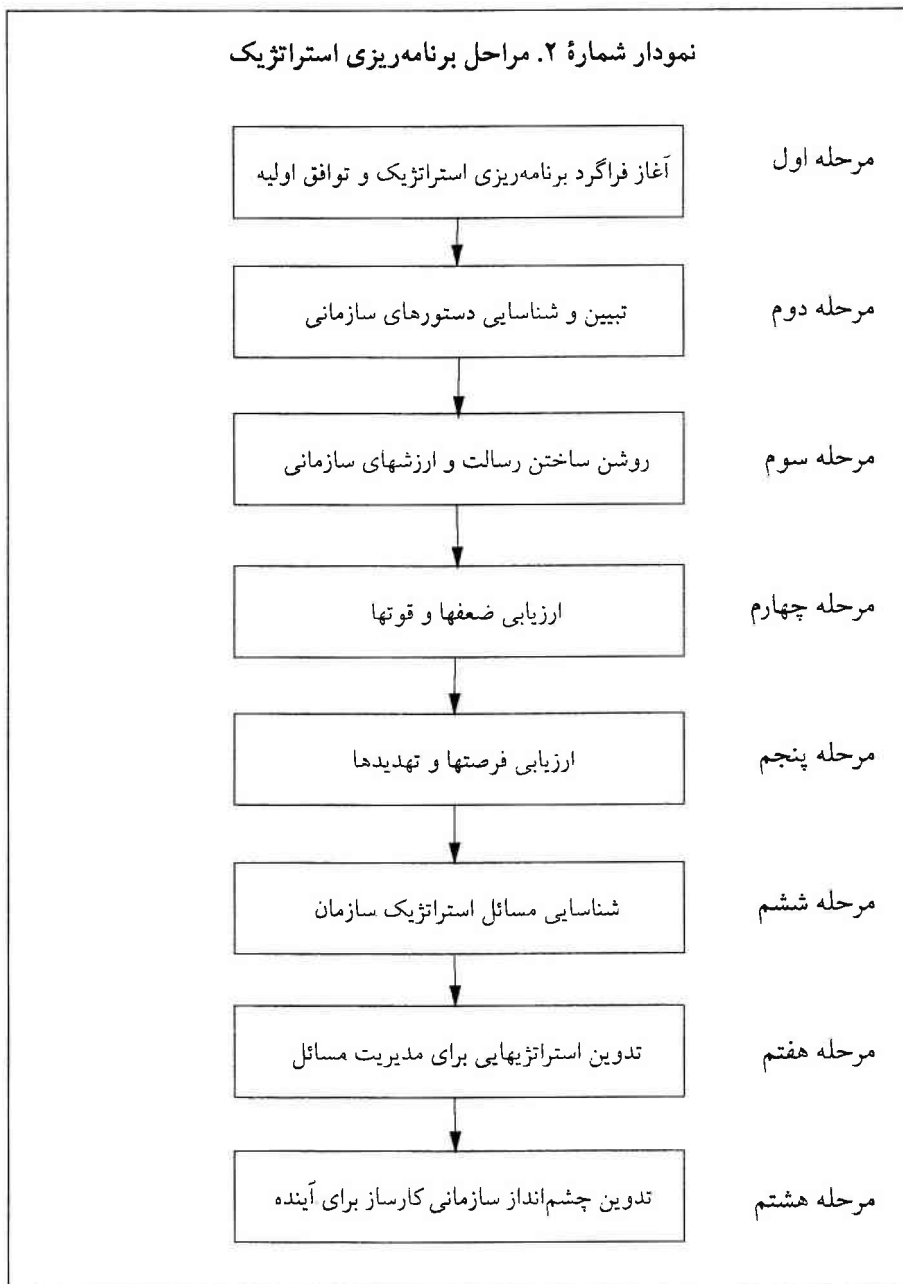 نمودار شمارهٔ ۲. مراحل برنامه‌ریزی استراتژیک
مرحله اول
آغاز فراگرد برنامه‌ریزی استراتژیک و توافق اولیه
مرحله دوم
تبیین و شناسایی دستورهای سازمانی
مرحله سوم
روشن ساختن رسالت و ارزشهای سازمانی
مرحله چهارم
ارزیابی ضعفها و قوتها
مرحله پنجم
ارزیابی فرصتها و تهدیدها
مرحله ششم
شناسایی مسائل استراتژیک سازمان
مرحله هفتم
تدوین استراتژیهایی برای مدیریت مسائل
مرحله هشتم
تدوین چشم‌انداز سازمانی کارساز برای آینده